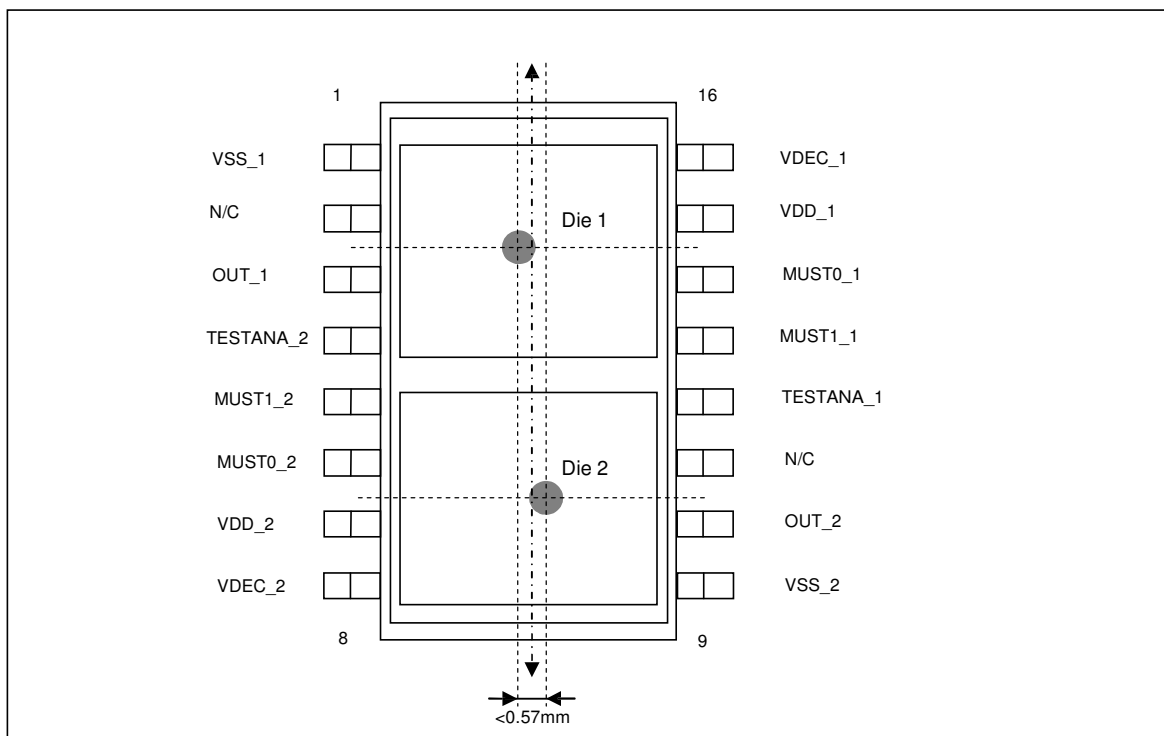 1
16
VSS_1
VDEC_1
N/C
VDD_1
Die 1
OUT_1
MUST0_1
TESTANA_2
MUST1_1
MUST1_2
TESTANA_1
MUST0_2
Die 2
N/C
VDD_2
OUT_2
VDEC_2
VSS_2
8
9
<0.57mm